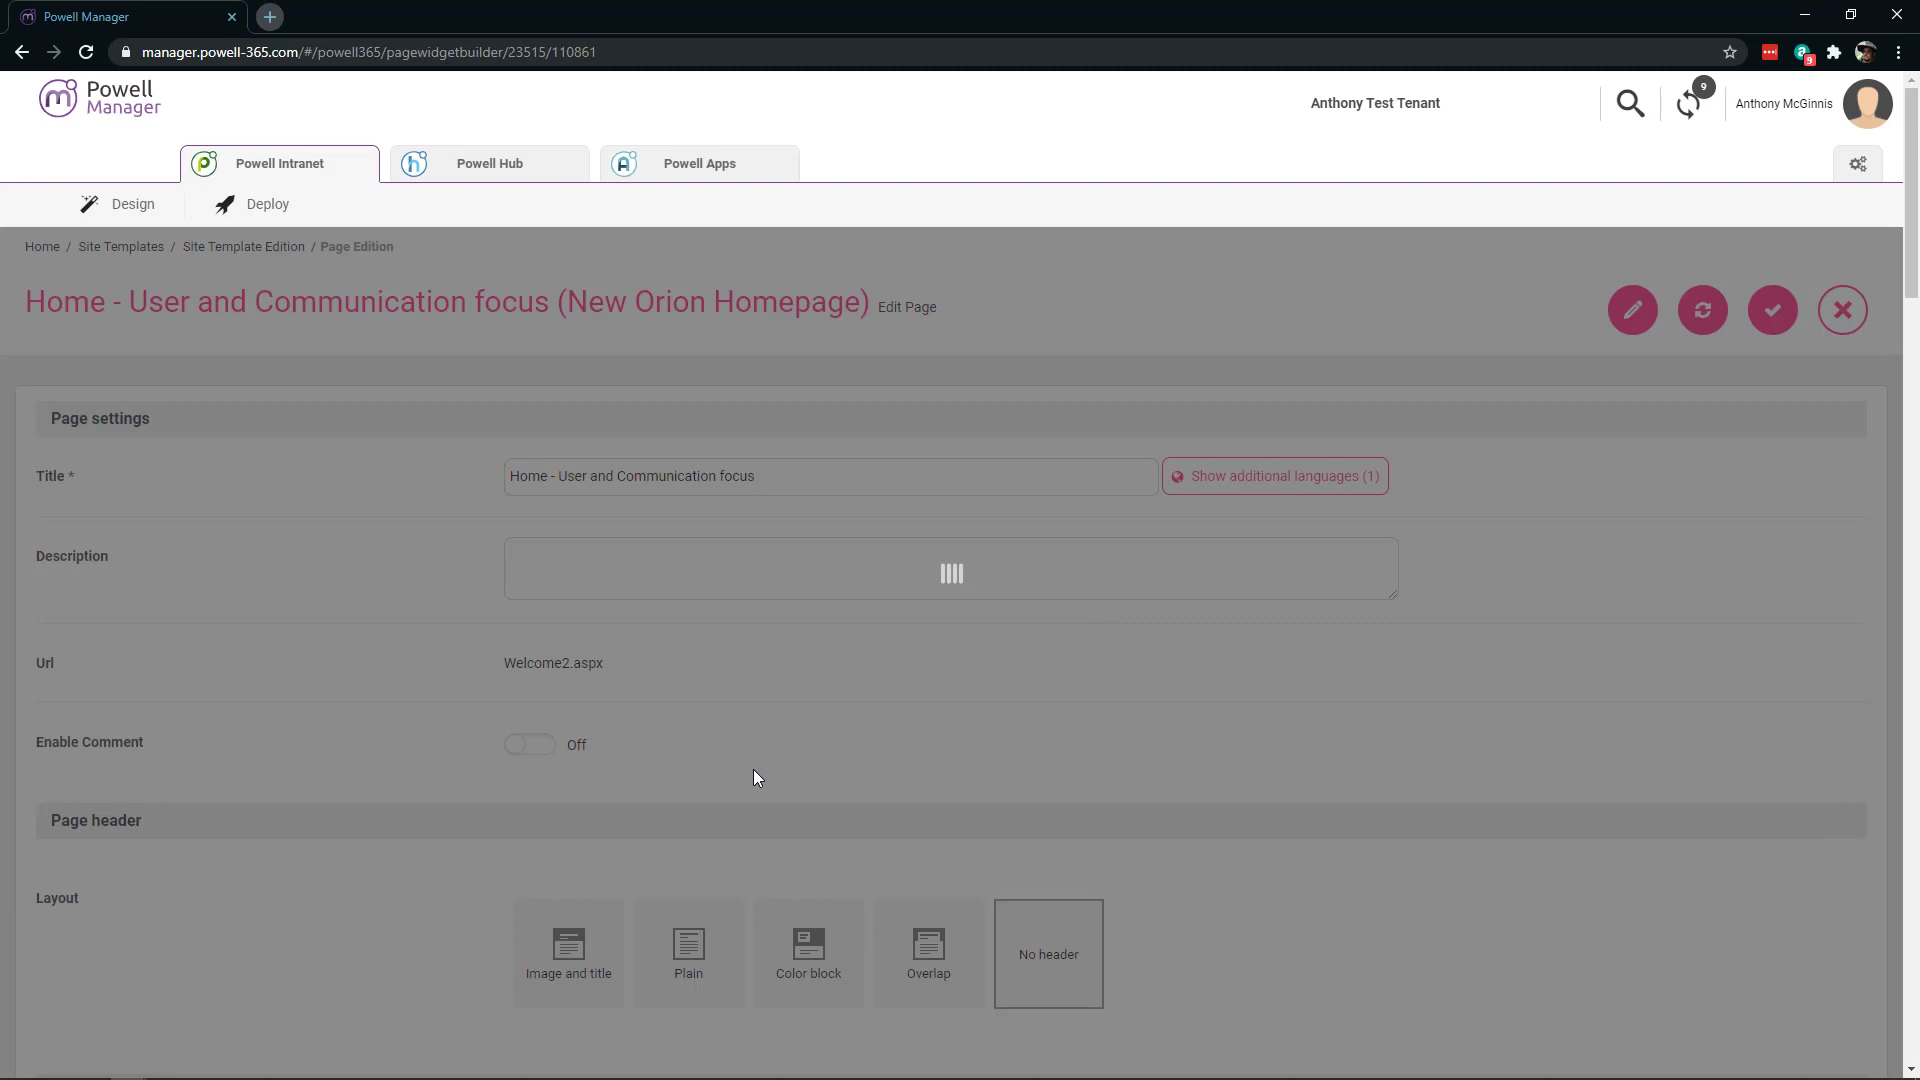 Powell Manager
manager.powell-365.com/#/powell365/pagewidgetbuilder/23515/110861
9
Powell
Manager
Anthony Test Tenant
9
Anthony McGinnis
Powell Intranet
Powell Hub
Powell Apps
Design
Deploy
Home / Site Templates / Site Template Edition / Page Edition
Home - User and Communication focus (New Orion Homepage) Edit Page
Page settings
Title *
Home - User and Communication focus
Show additional languages (1)
Description
Url
Welcome2.aspx
Enable Comment
Off
Page header
Layout
Image and title
Plain
Color block
Overlap
No header